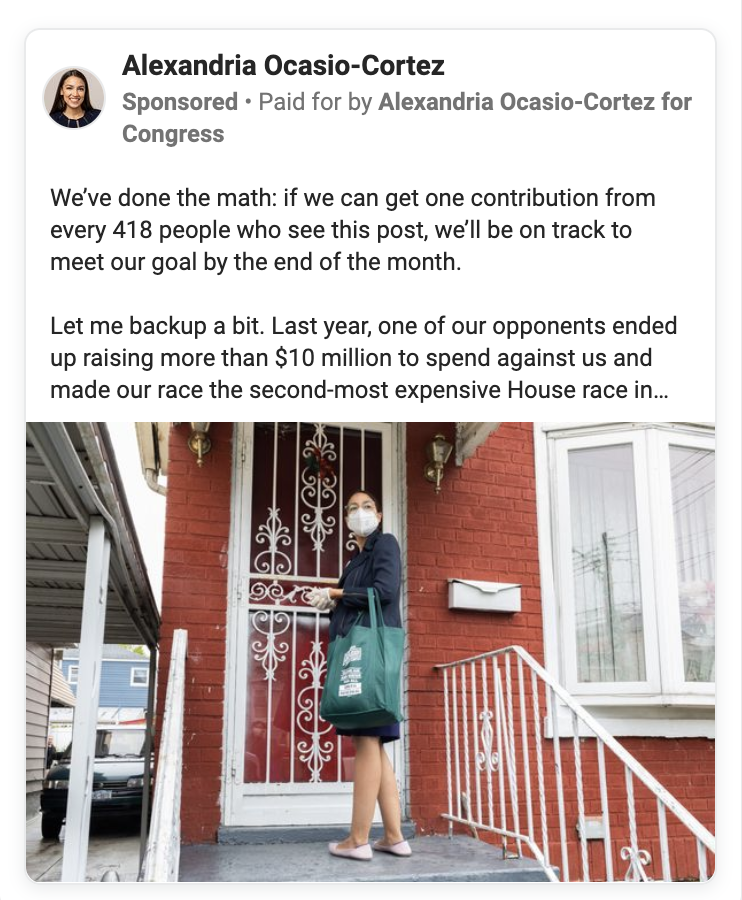 Alexandria Ocasio-Cortez
Sponsored • Paid for by Alexandria Ocasio-Cortez for
Congress
We’ve done the math: if we can get one contribution from
every 418 people who see this post, we’ll be on track to
meet our goal by the end of the month.
Let me backup a bit. Last year, one of our opponents ended
up raising more than $10 million to spend against us and
made our race the second-most expensive House race in...